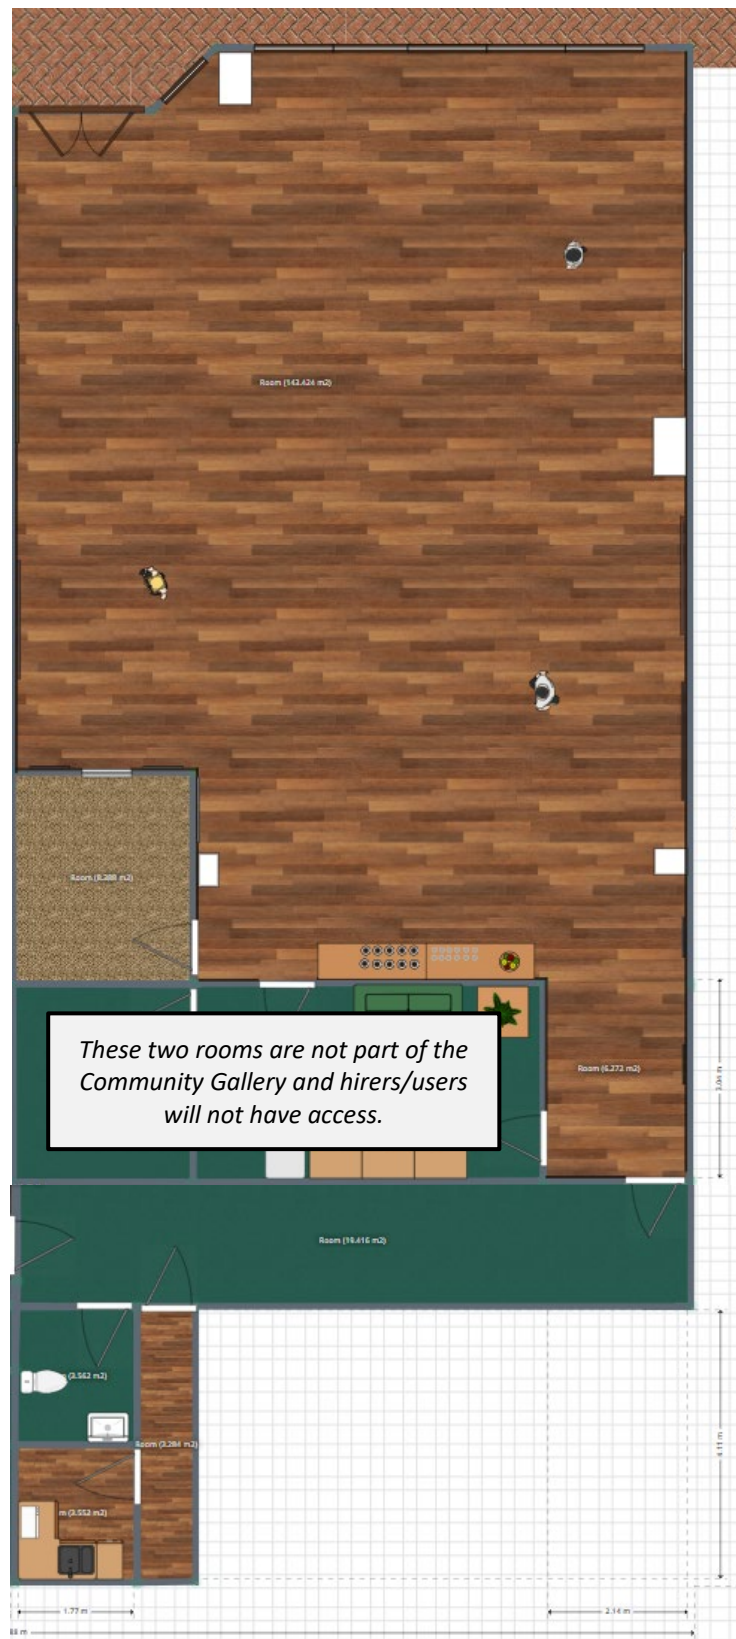 Room (143.424 m2)
Room (8.388 m2)
These two rooms are not part of the
Community Gallery and hirers/users
will not have access.
Room (6.272 m2)
3.04 m
Room (19.416 m2)
(3.562 m2)
Room (3.284 m2)
4.11 m
m (3.552 m2)
1.77 m
2.14 m
88 m